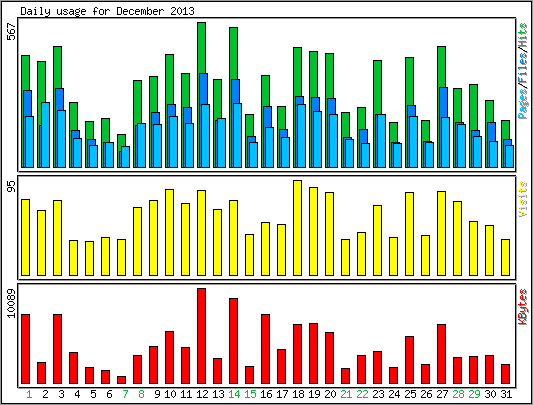 Daily usage for December 2013
567
Pages/Files/Hits
95
Visits
10089
KBytes
1 2 3 4 5 6 7 8 9 10 11 12 13 14 15 16 17 18 19 20 21 22 23 24 25 26 27 28 29 30 31